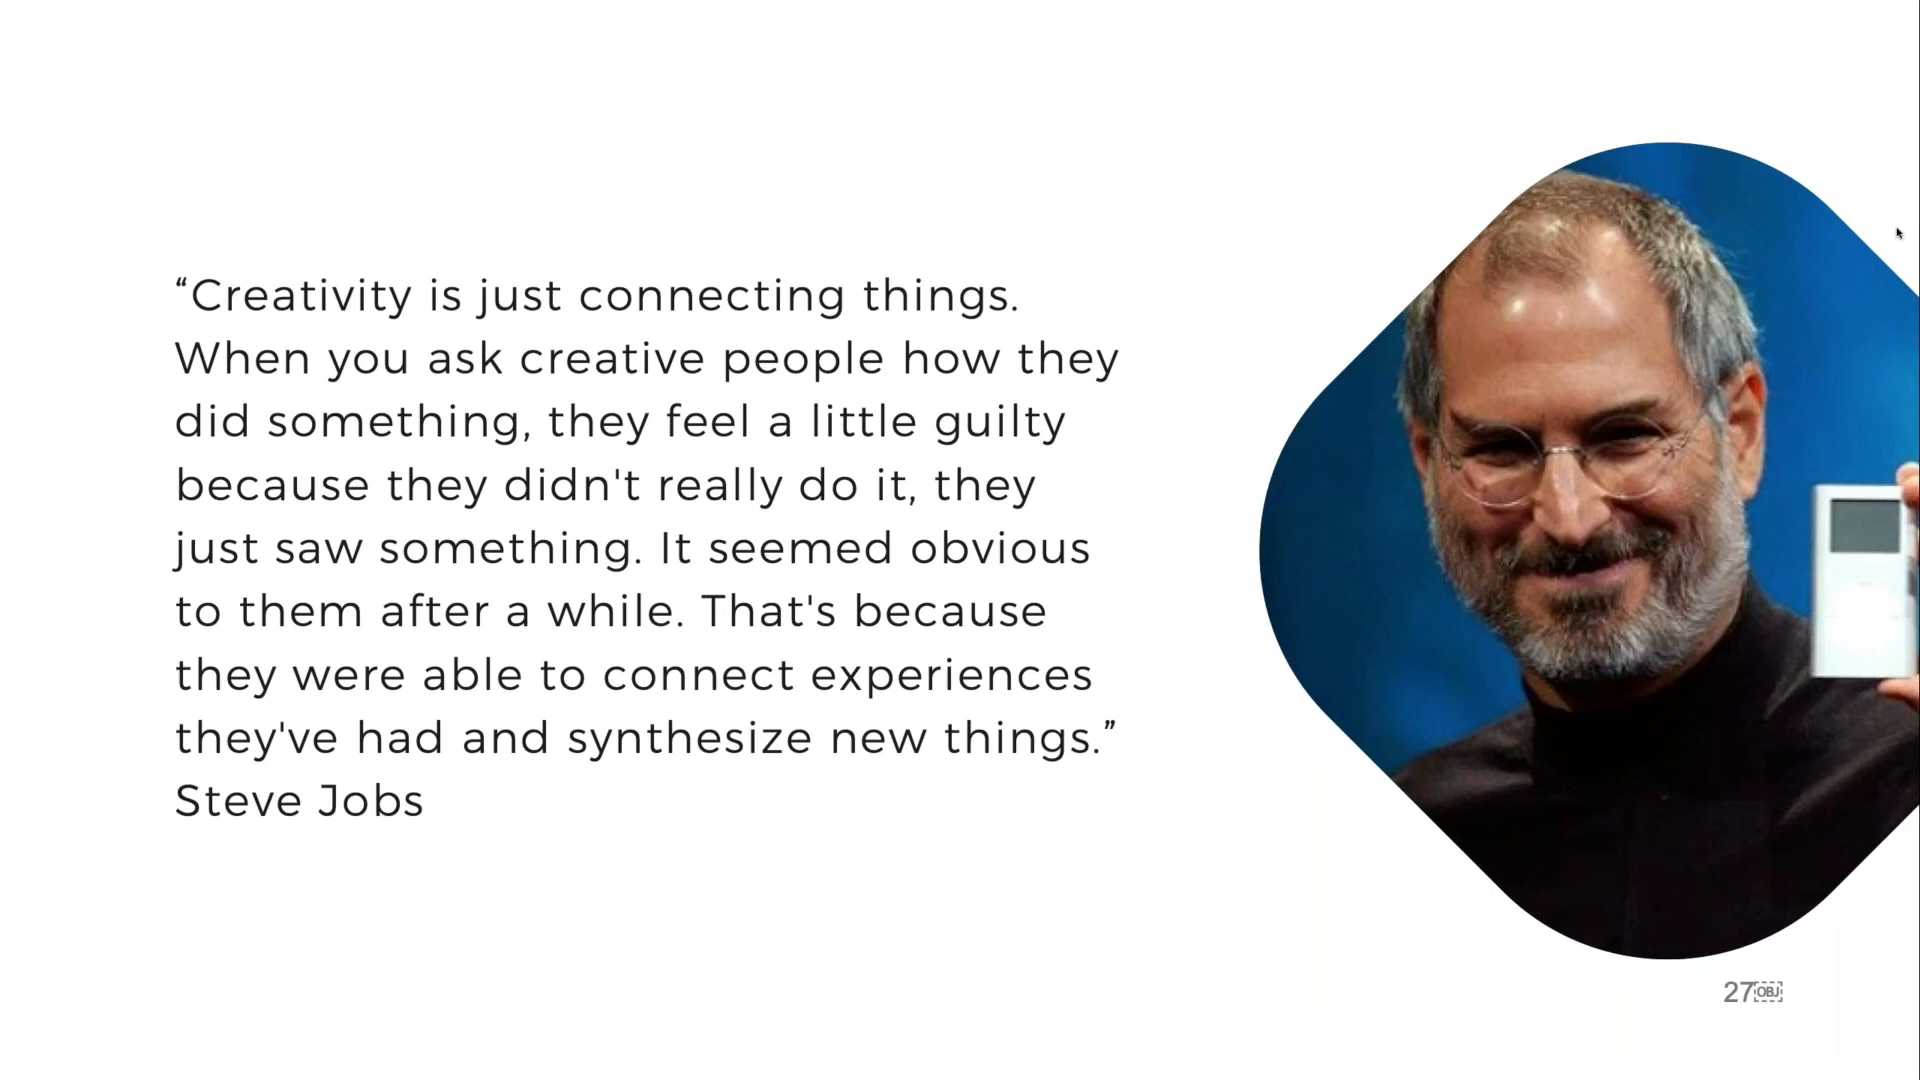 “Creativity is just connecting things.
When you ask creative people how they
did something, they feel a little guilty
because they didn't really do it, they
just saw something. It seemed obvious
to them after a while. That's because
they were able to connect experiences
they've had and synthesize new things.”
Steve Jobs
27OBJ